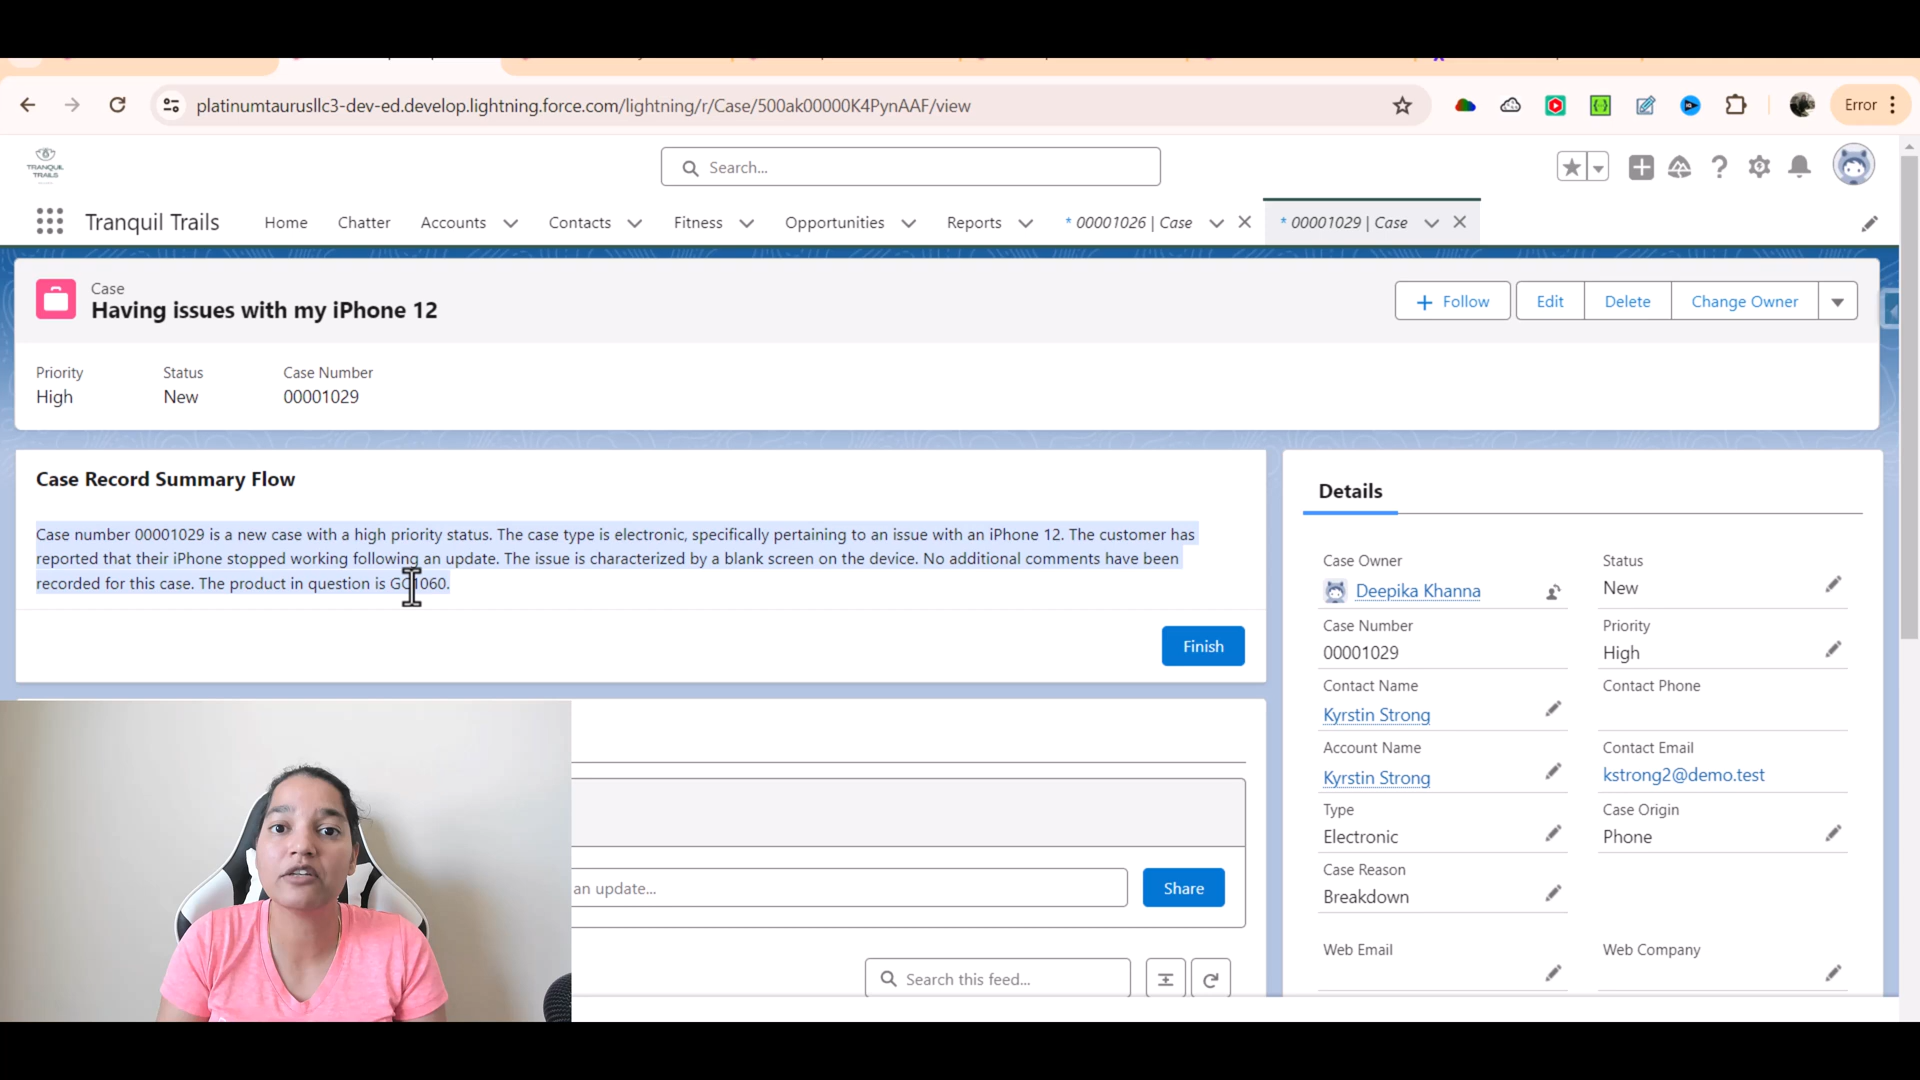 platinumtaurusllc3-dev-ed.develop.lightning.force.com/lightning/r/Case/500ak00000K4PynAAF/view
Error
TRANQUIL
TRAILS
Search...
Tranquil Trails
Home
Chatter
Accounts
Contacts
Fitness
Opportunities
Reports
* 00001026 | Case
* 00001029 | Case
Case
Having issues with my iPhone 12
Follow
Edit
Delete
Change Owner
Priority
Status
Case Number
High
New
00001029
Case Record Summary Flow
Case number 00001029 is a new case with a high priority status. The case type is electronic, specifically pertaining to an issue with an iPhone 12. The customer has
reported that their iPhone stopped working following an update. The issue is characterized by a blank screen on the device. No additional comments have been
recorded for this case. The product in question is GC1060.
Finish
an update...
Share
Search this feed...
Details
Case Owner
Deepika Khanna
Status
New
Case Number
00001029
Priority
High
Contact Name
Kyrstin Strong
Contact Phone
Account Name
Kyrstin Strong
Contact Email
kstrong2@demo.test
Type
Electronic
Case Origin
Phone
Case Reason
Breakdown
Web Email
Web Company